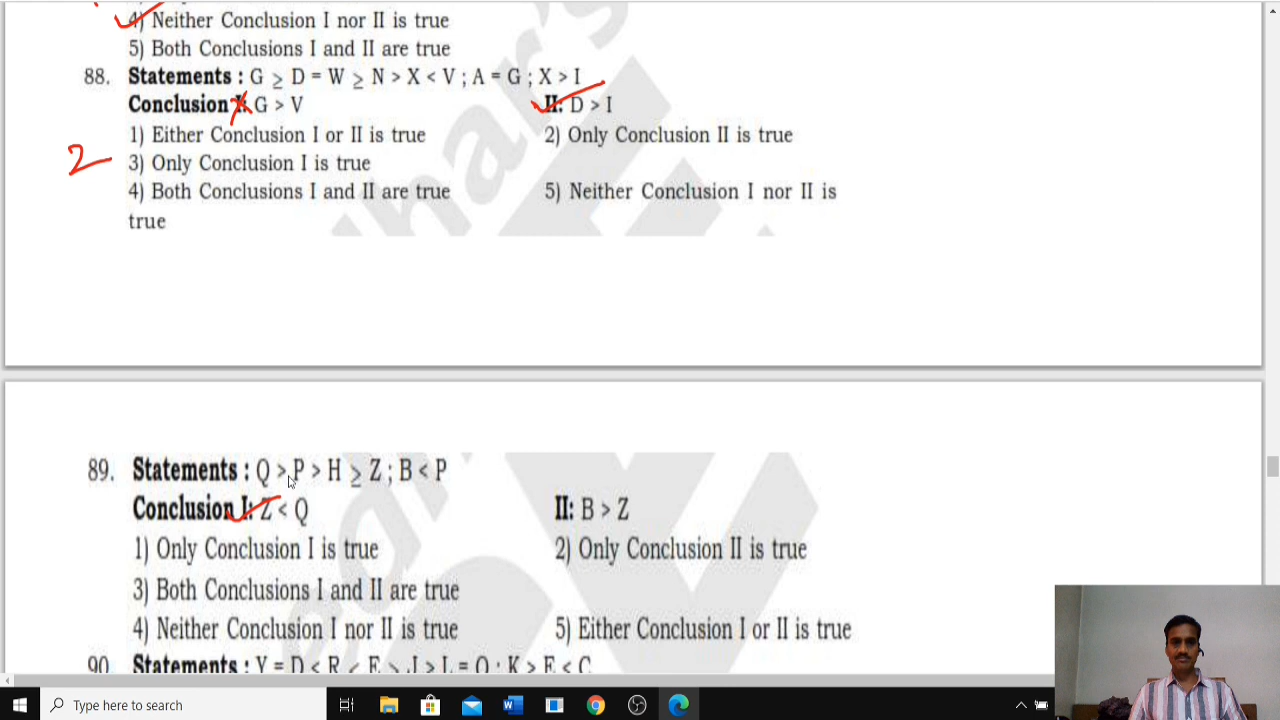 4) Neither Conclusion I nor II is true
5) Both Conclusions I and II are true
88. Statements : G ≥ D = W ≥ N > X < V ; A = G ; X > I
Conclusion I: G > V II: D > I
1) Either Conclusion I or II is true 2) Only Conclusion II is true
2 3) Only Conclusion I is true
4) Both Conclusions I and II are true 5) Neither Conclusion I nor II is
true
89. Statements : Q > P > H ≥ Z ; B < P
Conclusion I: Z < Q II: B > Z
1) Only Conclusion I is true 2) Only Conclusion II is true
3) Both Conclusions I and II are true
4) Neither Conclusion I nor II is true 5) Either Conclusion I or II is true
90 Statements :
Type here to search